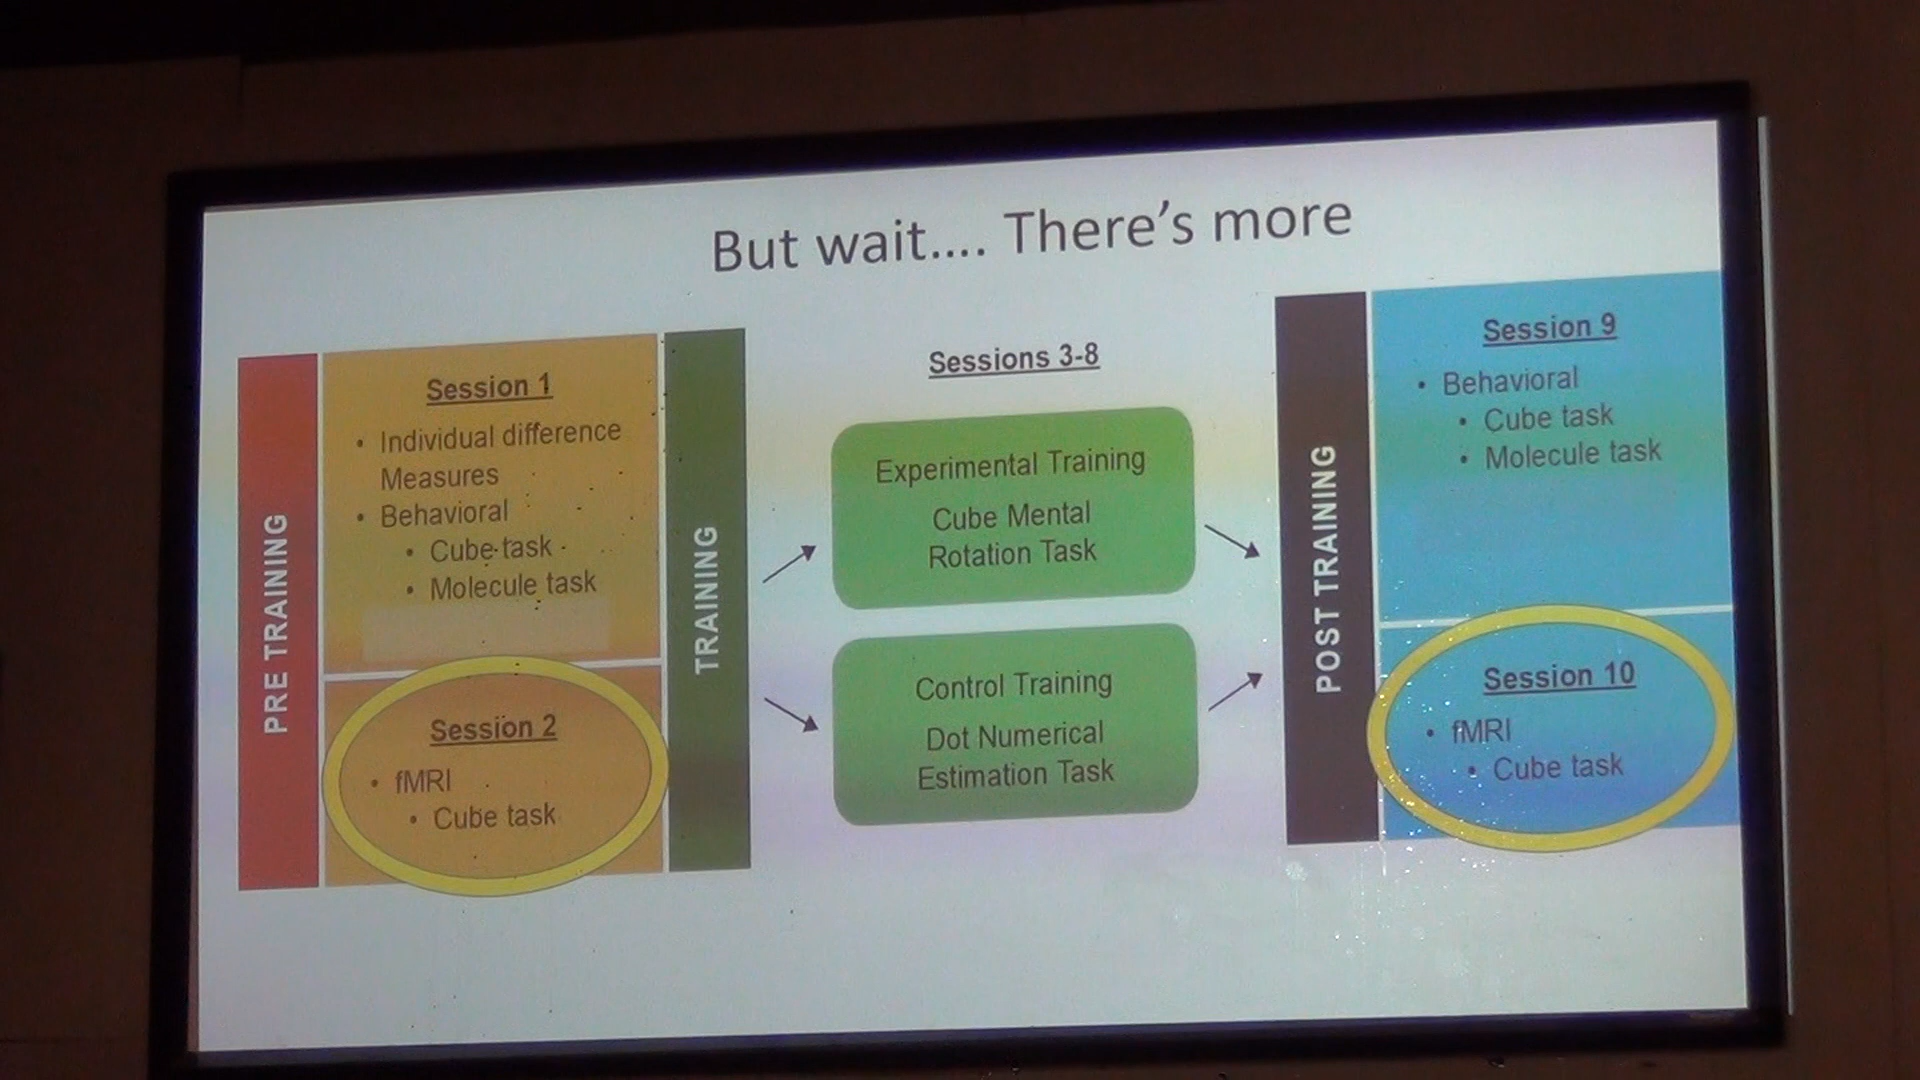 But wait.... There's more
PRE TRAINING
Session 1
• Individual difference
Measures
• Behavioral
• Cube task
• Molecule task
Session 2
• fMRI
• Cube task
TRAINING
Sessions 3-8
Experimental Training
Cube Mental
Rotation Task
Control Training
Dot Numerical
Estimation Task
POST TRAINING
Session 9
• Behavioral
• Cube task
• Molecule task
Session 10
• fMRI
• Cube task